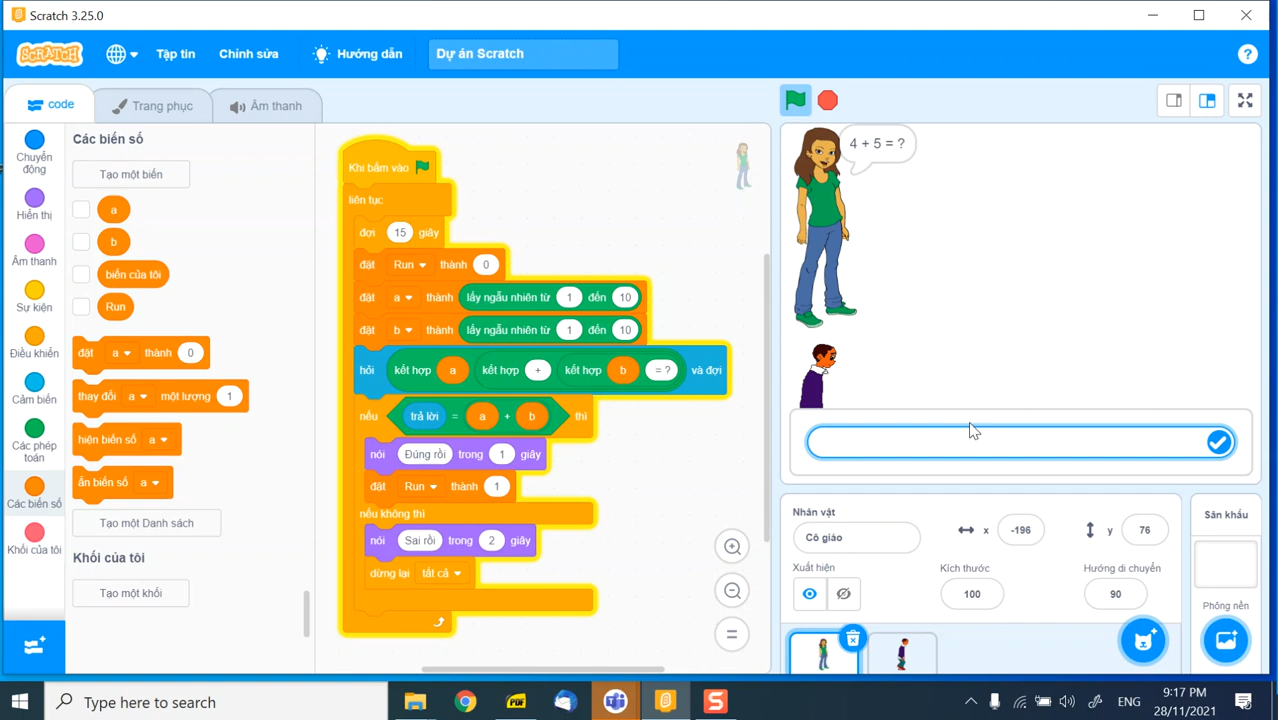 Scratch 3.25.0
SCRATCH
Tập tin
Chỉnh sửa
Hướng dẫn
Dự án Scratch
?
code
Trang phục
Âm thanh
Chuyển động
Hiển thị
Âm thanh
Sự kiện
Điều khiển
Cảm biến
Các phép toán
Các biến số
Khối của tôi
Các biến số
Tạo một biến
a
b
biến của tôi
Run
đặt a thành 0
thay đổi a một lượng 1
hiện biến số a
ẩn biến số a
Tạo một Danh sách
Khối của tôi
Tạo một khối
Khi bấm vào
liên tục
đợi 15 giây
đặt Run thành 0
đặt a thành lấy ngẫu nhiên từ 1 đến 10
đặt b thành lấy ngẫu nhiên từ 1 đến 10
hỏi kết hợp a kết hợp + kết hợp b = ? và đợi
nếu trả lời = a + b thì
nói Đúng rồi trong 1 giây
đặt Run thành 1
nếu không thì
nói Sai rồi trong 2 giây
dừng lại tất cả
4 + 5 = ?
Nhân vật
Cô giáo
x -196
y 76
Xuất hiện
Kích thước
100
Hướng di chuyển
90
Sân khấu
Phông nền
Type here to search
PDF
S
ENG
9:17 PM
28/11/2021